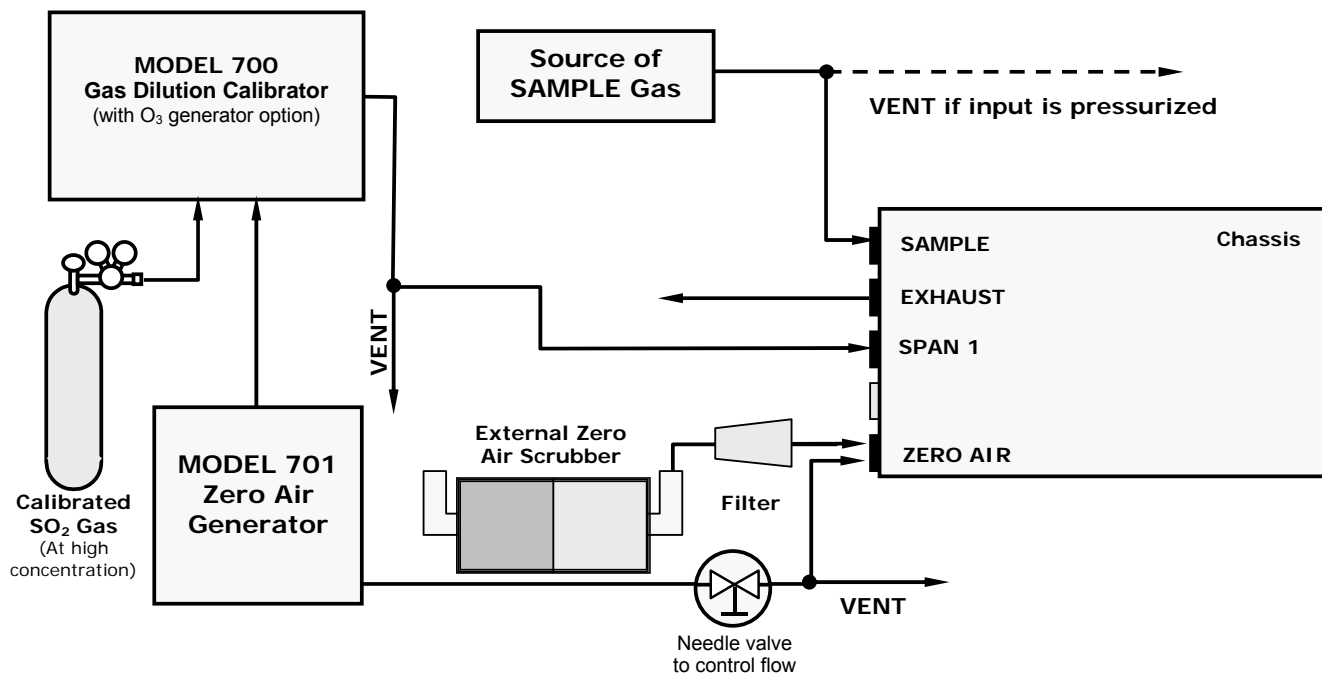 MODEL 700
Gas Dilution Calibrator
(with O₃ generator option)
Source of
SAMPLE Gas
VENT if input is pressurized
SAMPLE
Chassis
EXHAUST
SPAN 1
VENT
External Zero
Air Scrubber
ZERO AIR
MODEL 701
Zero Air
Generator
Filter
Calibrated
SO₂ Gas
(At high
concentration)
VENT
Needle valve
to control flow